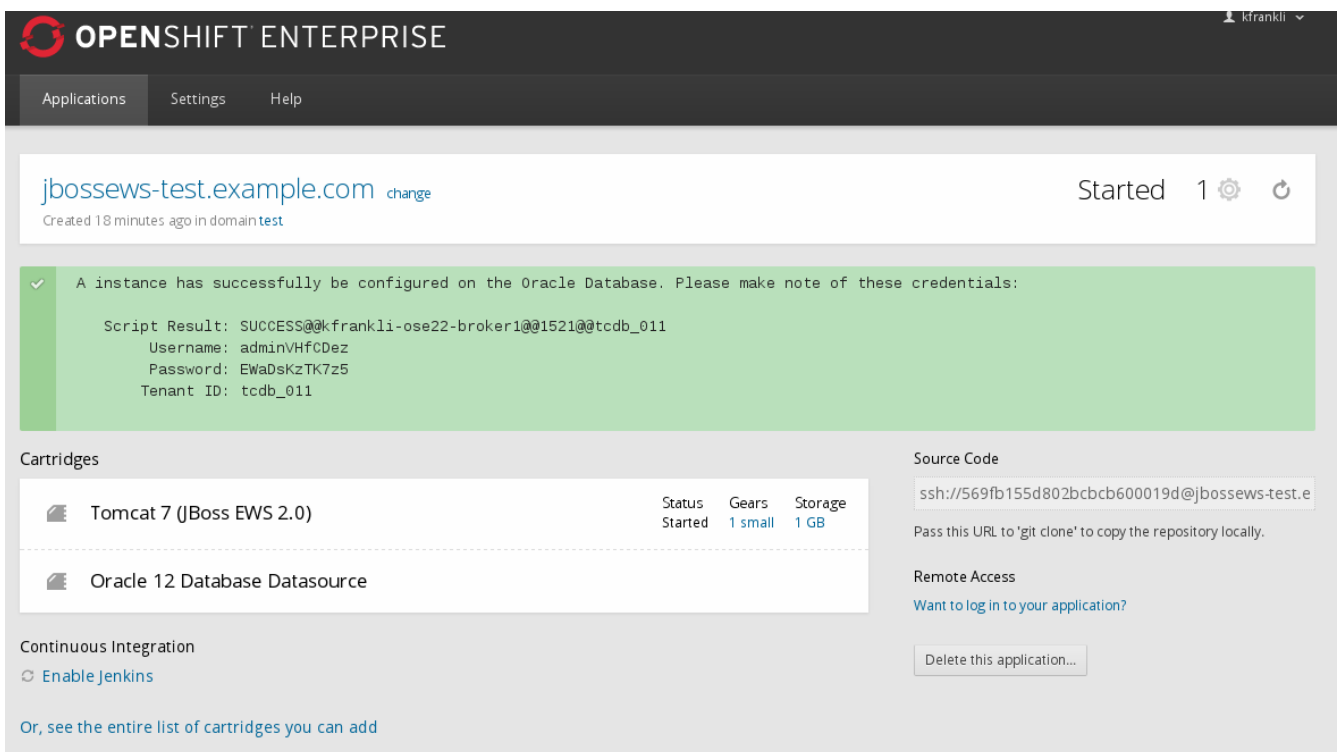 OPENSHIFT ENTERPRISE
kfrankli
Applications Settings Help
jbossews-test.example.com change
Started 1
Created 18 minutes ago in domain test
A instance has successfully be configured on the Oracle Database. Please make note of these credentials:
Script Result: SUCCESS@@kfrankli-ose22-broker1@@1521@@tcdb_011
Username: adminVHfCDez
Password: EWaDsKzTK7z5
Tenant ID: tcdb_011
Cartridges
Tomcat 7 (JBoss EWS 2.0)
Status Gears Storage
Started 1 small 1 GB
Oracle 12 Database Datasource
Continuous Integration
Enable Jenkins
Or, see the entire list of cartridges you can add
Source Code
ssh://569fb155d802bcbcb600019d@jbossews-test.e
Pass this URL to 'git clone' to copy the repository locally.
Remote Access
Want to log in to your application?
Delete this application...